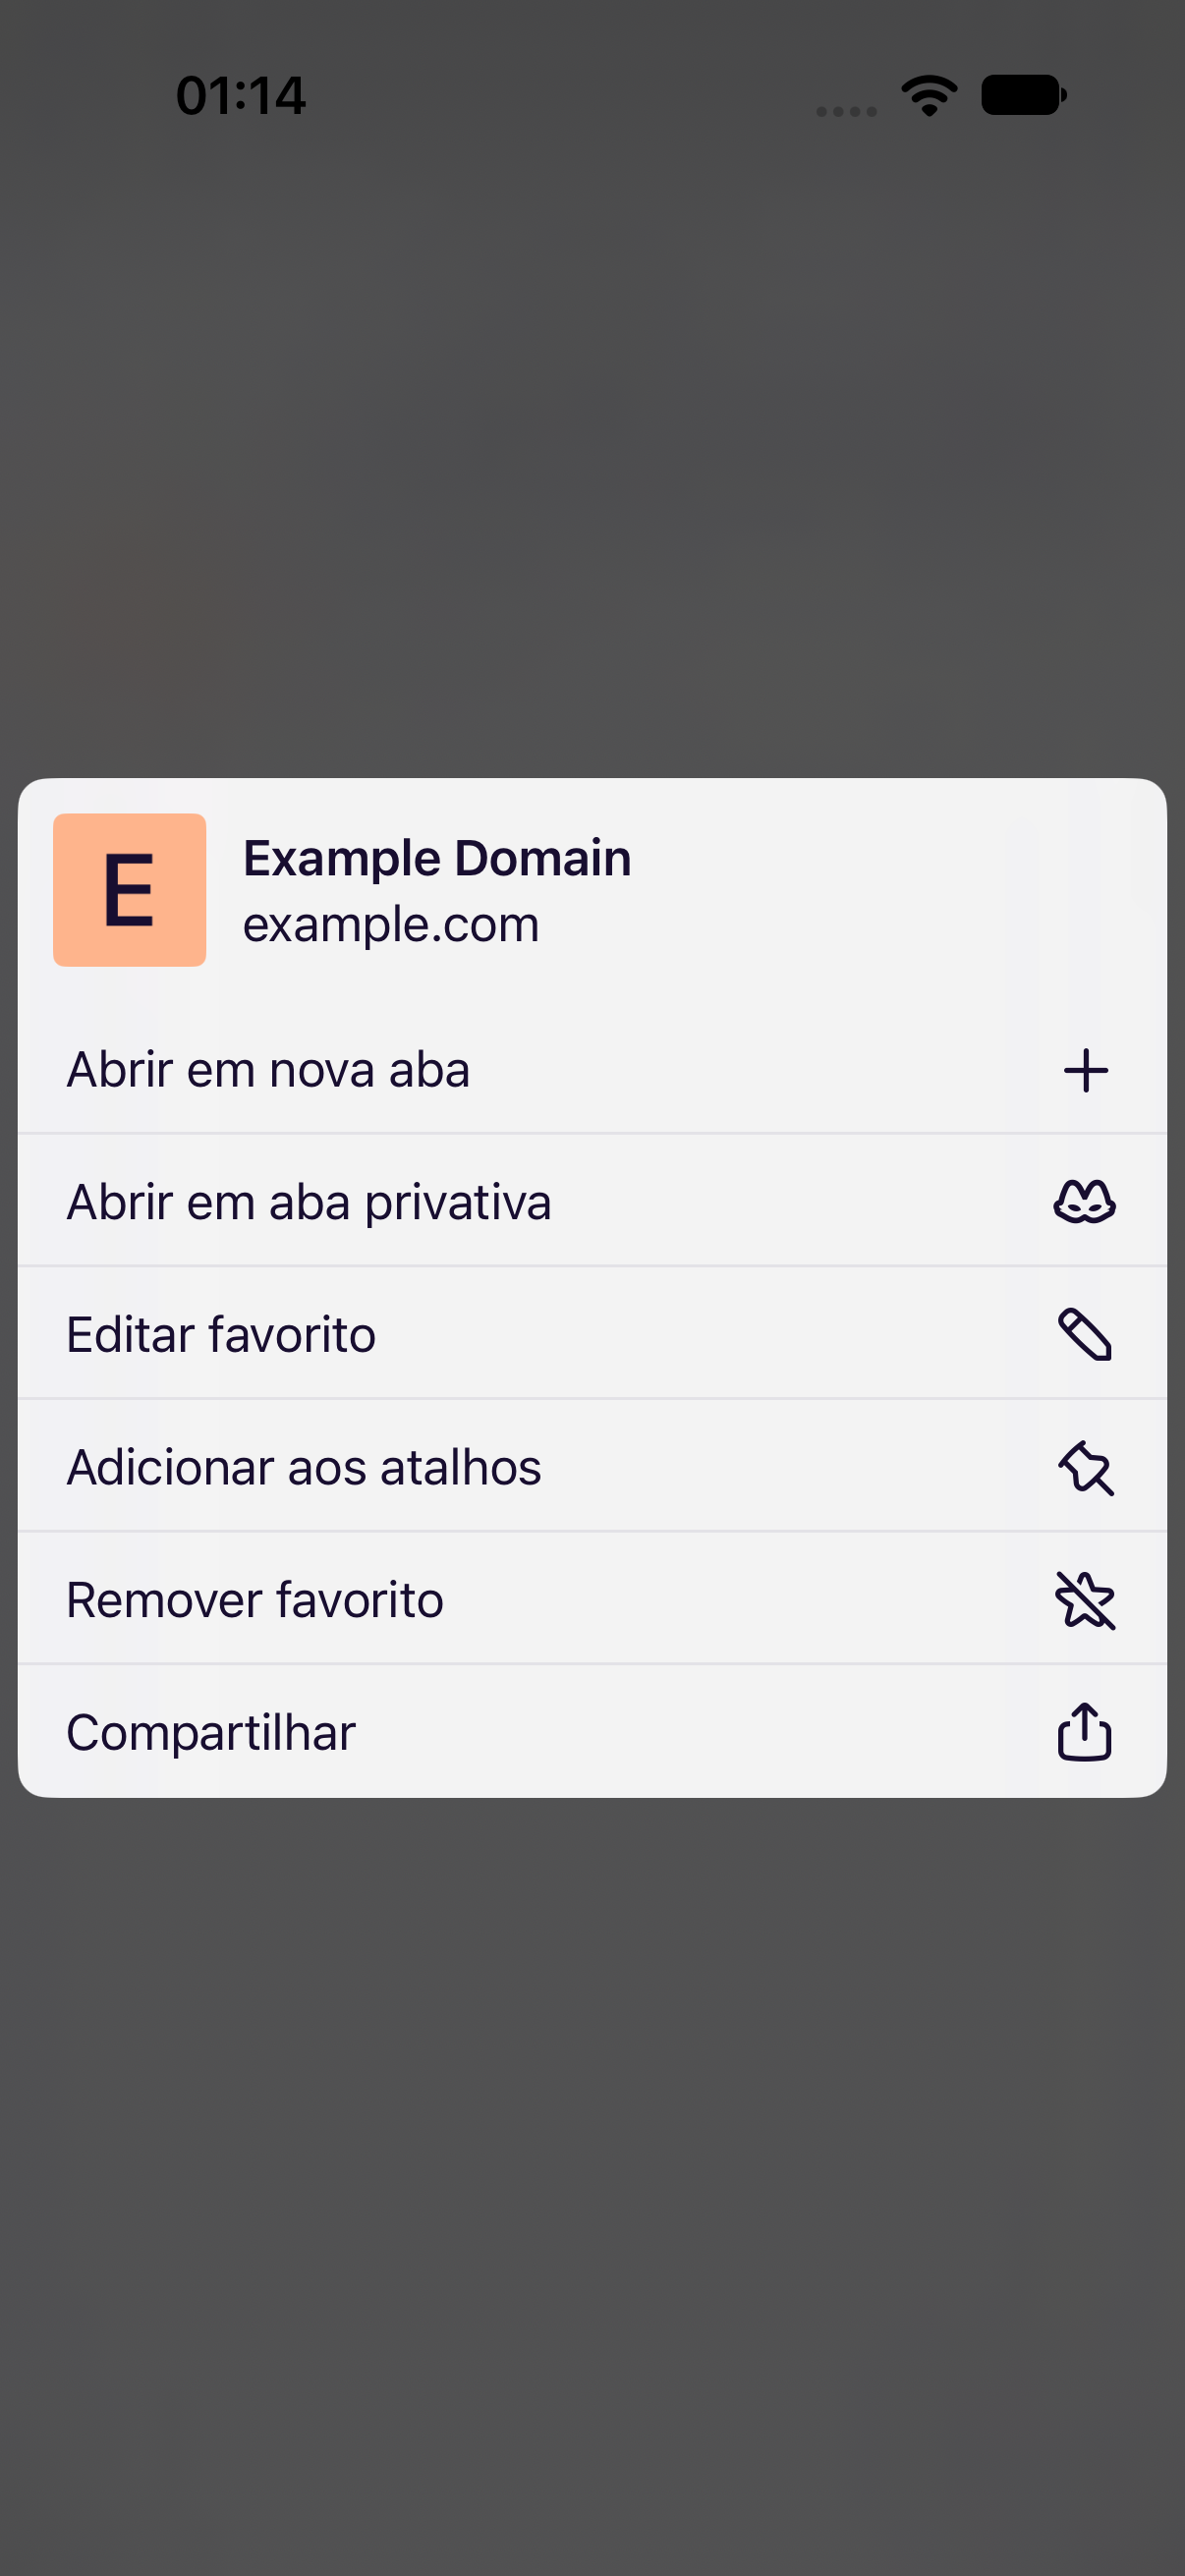 01:14
E
Example Domain
example.com
Abrir em nova aba
Abrir em aba privativa
Editar favorito
Adicionar aos atalhos
Remover favorito
Compartilhar